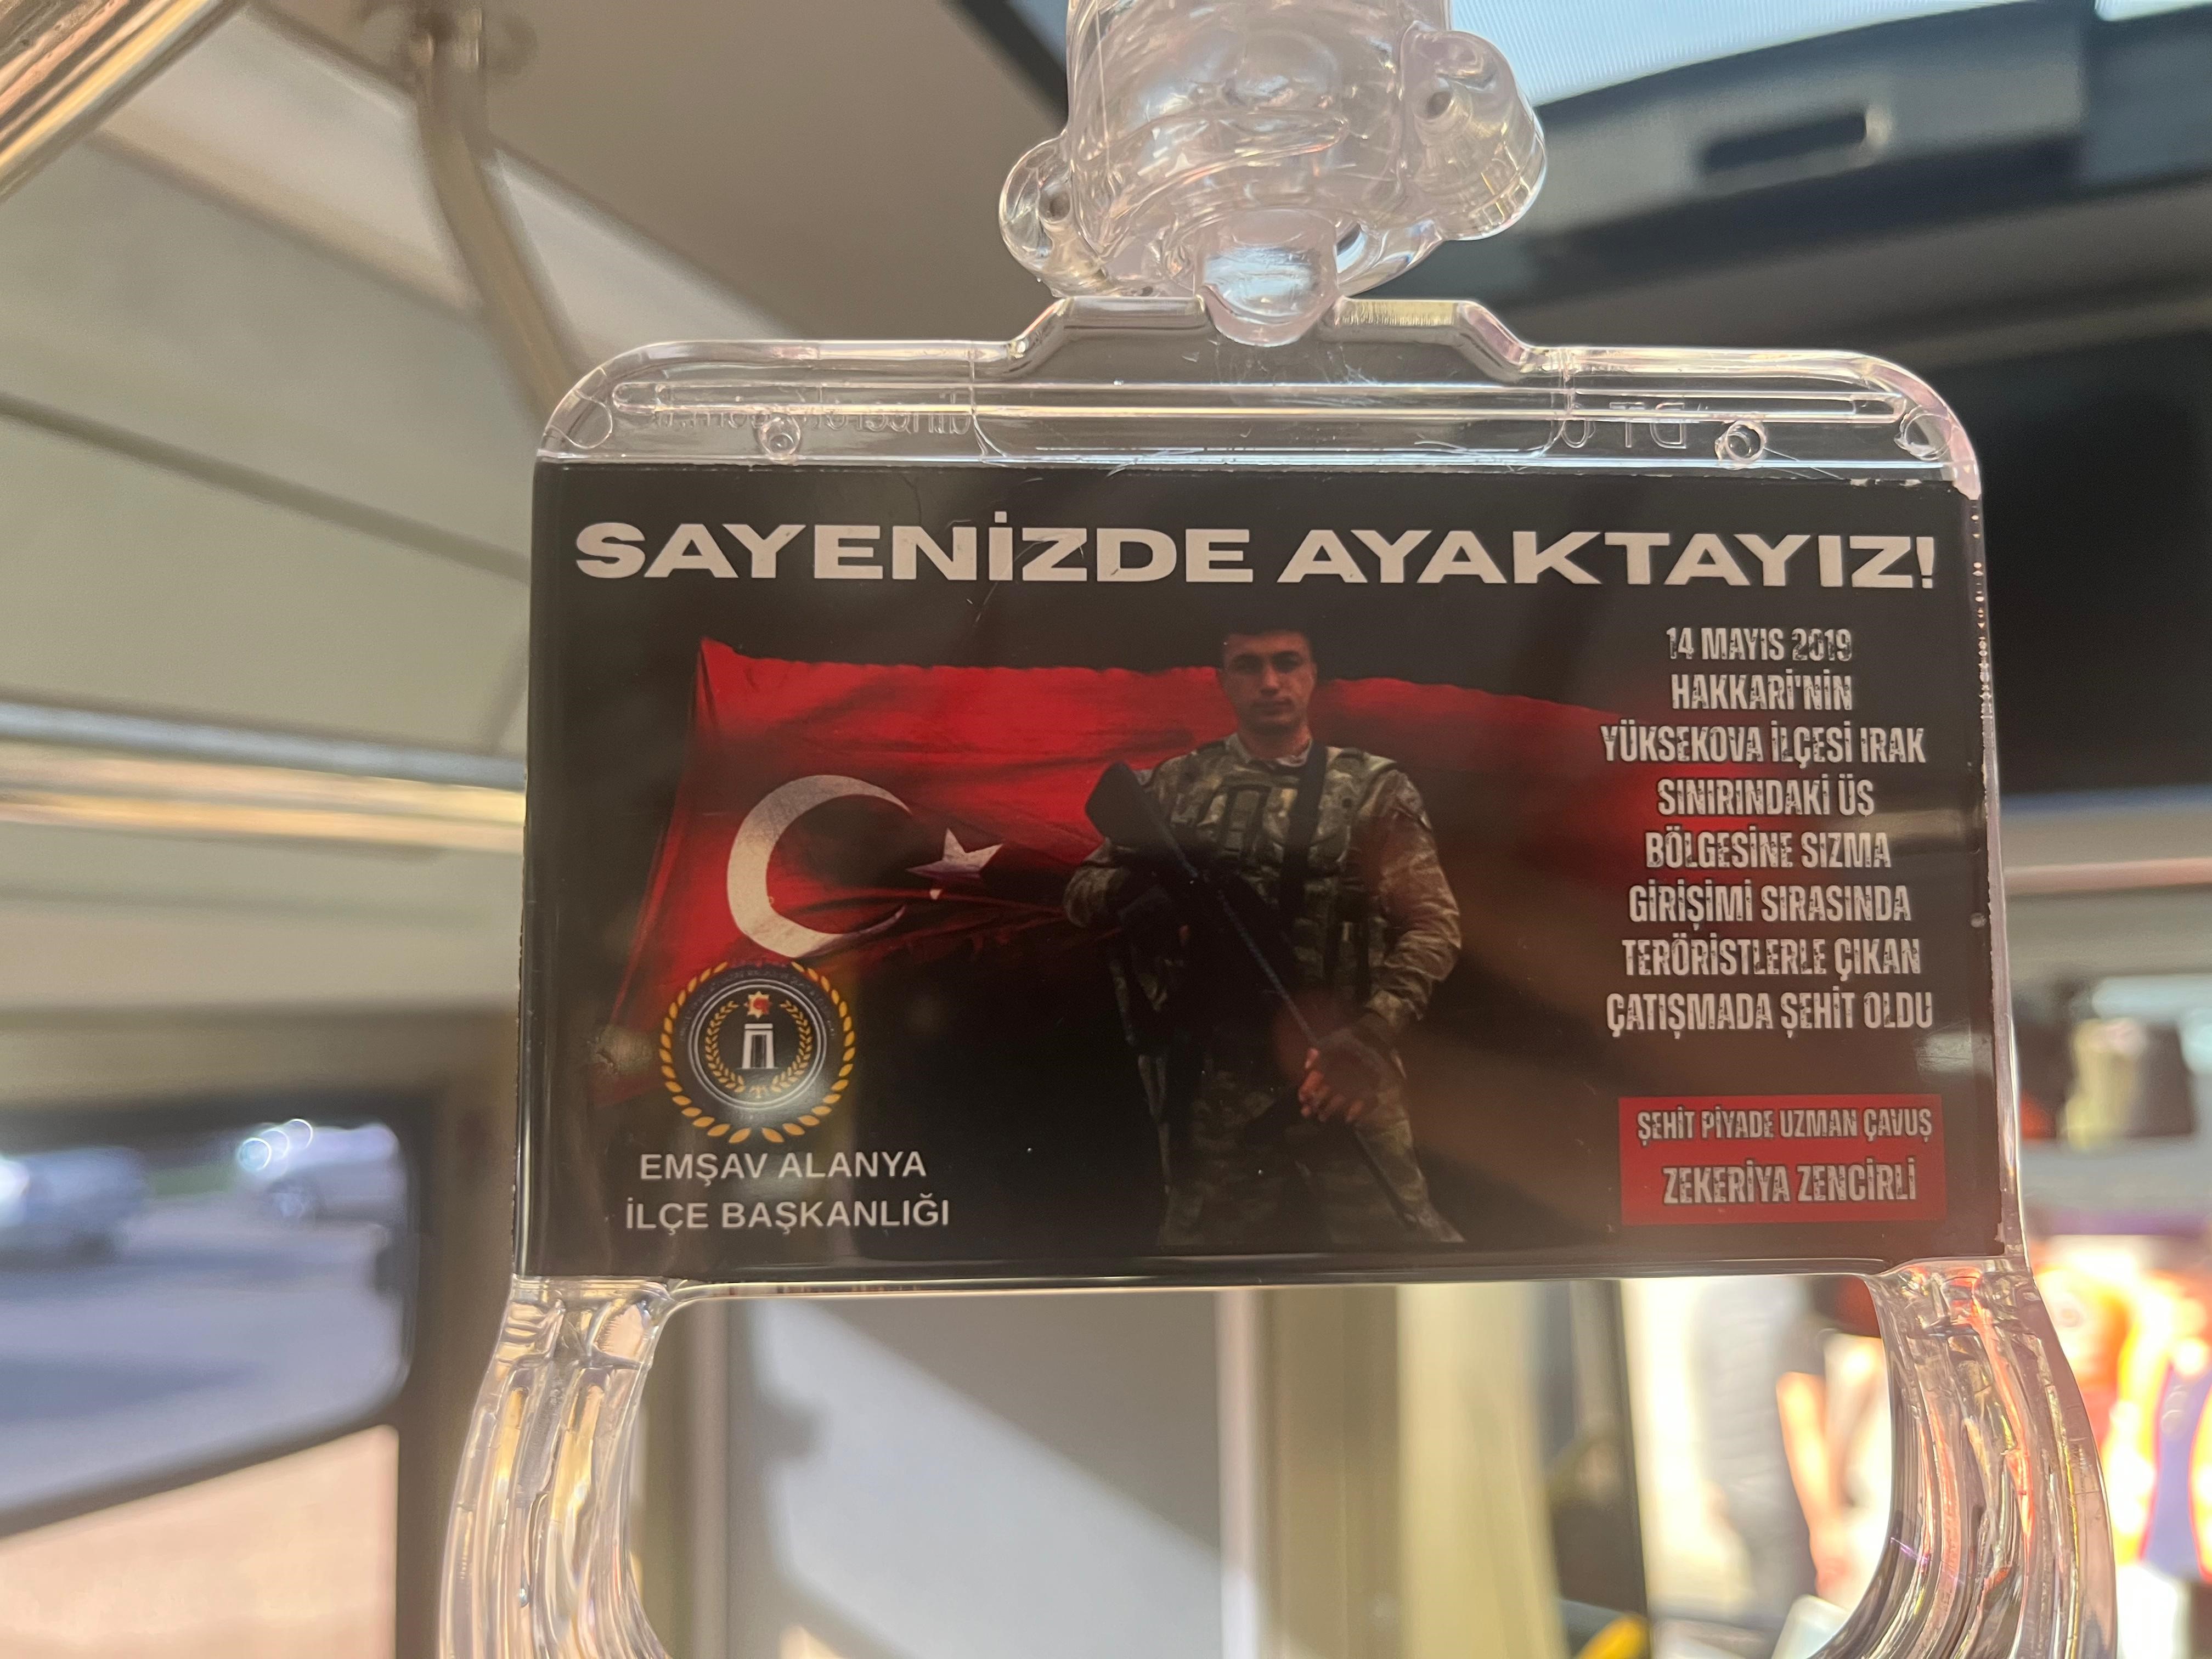 SAYENİZDE AYAKTAYIZ!
14 MAYIS 2019
HAKKARİ'NİN
YÜKSEKOVA İLÇESİ IRAK
SINIRINDAKİ ÜS
BÖLGESİNE SIZMA
GİRİŞİMİ SIRASINDA
TERÖRİSTLERLE ÇIKAN
ÇATIŞMADA ŞEHİT OLDU
ŞEHİT PİYADE UZMAN ÇAVUŞ
ZEKERİYA ZENCİRLİ
EMŞAV ALANYA
İLÇE BAŞKANLIĞI